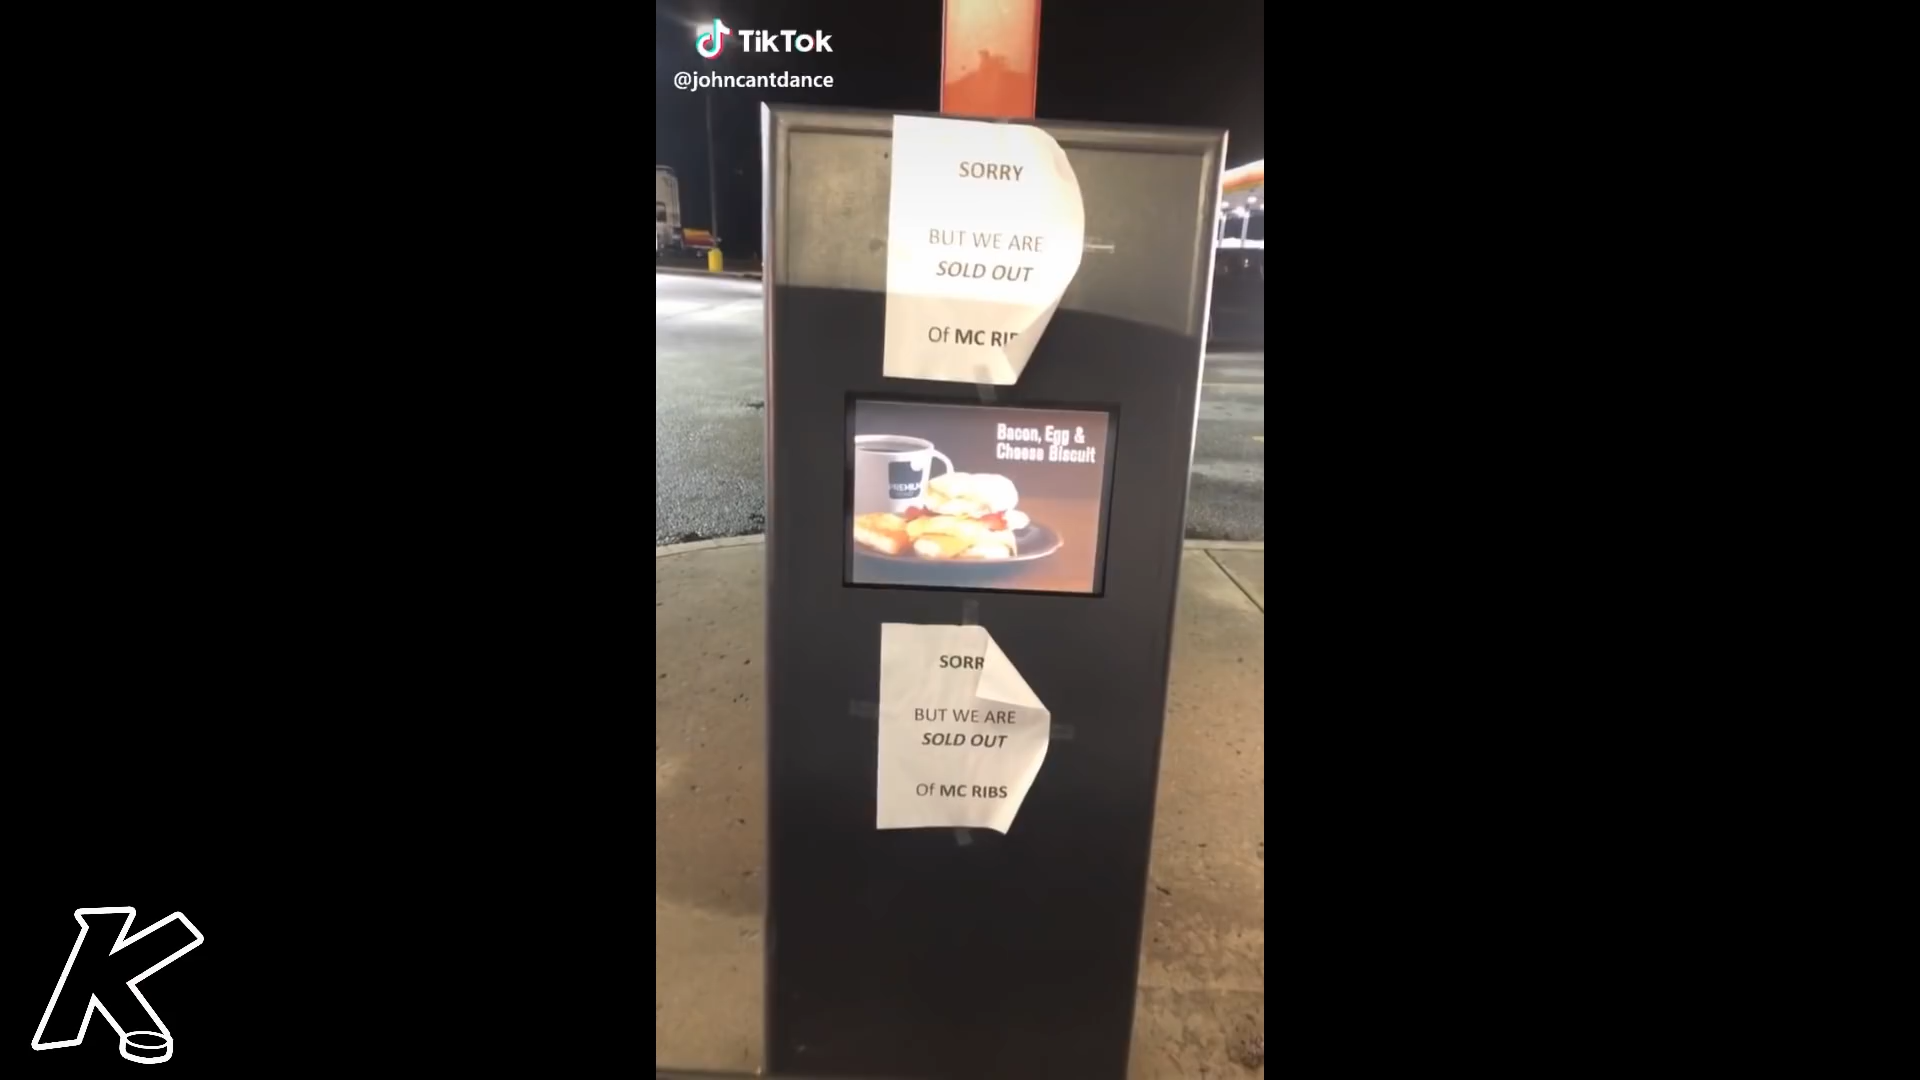 TikTok
@johncantdance
SORRY
BUT WE ARE
SOLD OUT
Of MC RI
Bacon, Egg &
Cheese Biscuit
SORR
BUT WE ARE
SOLD OUT
Of MC RIBS
K